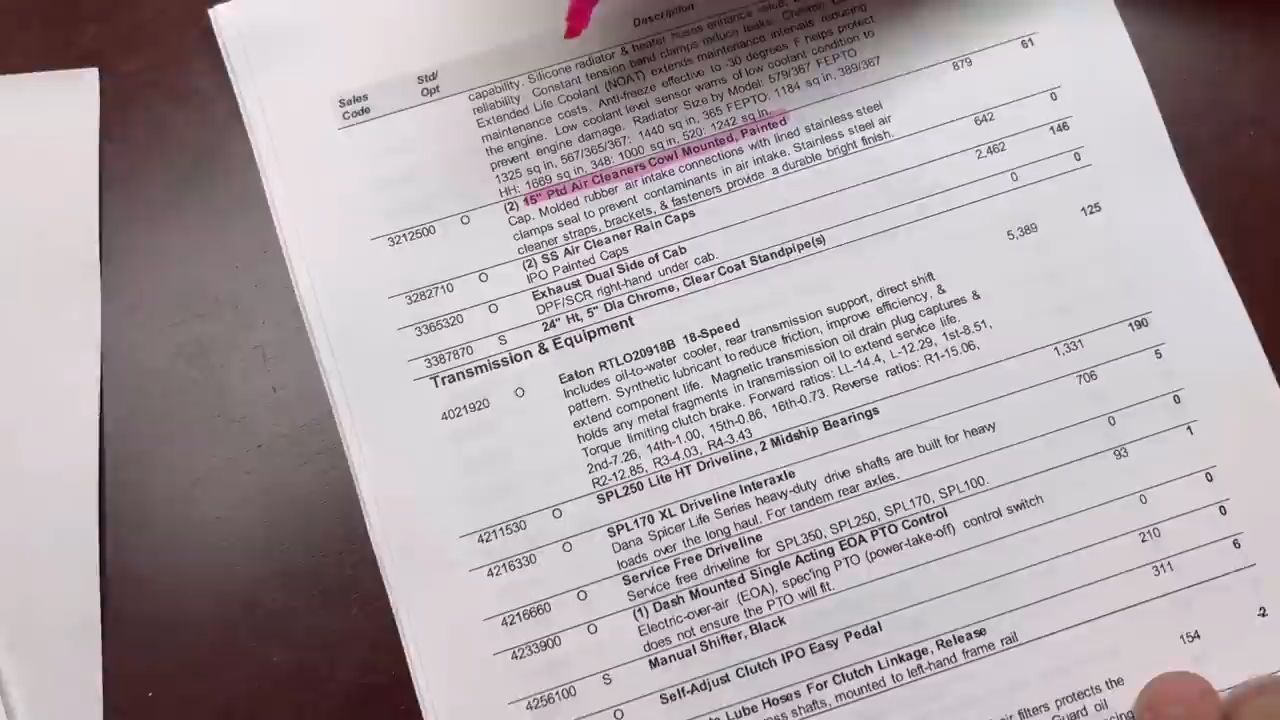 Description
Sales
Code
Std/
Opt
capability. Silicone radiator & heater hoses enhance value,
reliability. Constant tension band clamps reduce leaks.
Extended Life Coolant (NOAT) extends maintenance intervals reducing
maintenance costs. Anti-freeze effective to -30 degrees F helps protect
the engine. Low coolant level sensor warns of low coolant condition to
prevent engine damage. Radiator Size by Model: 579/367 FEPTO
1325 sq in, 567/365/367: 1440 sq in, 365 FEPTO: 1184 sq in, 389/367
HH: 1669 sq in, 348: 1000 sq in, 520: 1242 sq in.
3212500 O (2) 15" Ptd Air Cleaners Cowl Mounted, Painted 879 61
Cap. Molded rubber air intake connections with lined stainless steel
clamps seal to prevent contaminants in air intake. Stainless steel air
cleaner straps, brackets, & fasteners provide a durable bright finish.
3282710 O (2) SS Air Cleaner Rain Caps 642 0
IPO Painted Caps
3365320 O Exhaust Dual Side of Cab 2,462 146
DPF/SCR right-hand under cab.
3387870 S 24" Ht, 5" Dia Chrome, Clear Coat Standpipe(s) 0 0
Transmission & Equipment
4021920 O Eaton RTLO20918B 18-Speed 5,389 125
Includes oil-to-water cooler, rear transmission support, direct shift
pattern. Synthetic lubricant to reduce friction, improve efficiency, &
extend component life. Magnetic transmission oil drain plug captures &
holds any metal fragments in transmission oil to extend service life.
Torque limiting clutch brake. Forward ratios: LL-14.4, L-12.29, 1st-8.51,
2nd-7.26, 14th-1.00, 15th-0.86, 16th-0.73. Reverse ratios: R1-15.06,
R2-12.85, R3-4.03, R4-3.43
4211530 O SPL250 Lite HT Driveline, 2 Midship Bearings 1,331 190
4216330 O SPL170 XL Driveline Interaxle 706 5
Dana Spicer Life Series heavy-duty drive shafts are built for heavy
loads over the long haul. For tandem rear axles.
4216660 O Service Free Driveline 0 0
Service free driveline for SPL350, SPL250, SPL170, SPL100.
4233900 O (1) Dash Mounted Single Acting EOA PTO Control 93 1
Electric-over-air (EOA), spec'ing PTO (power-take-off) control switch
does not ensure the PTO will fit.
4256100 S Manual Shifter, Black 0 0
O Self-Adjust Clutch IPO Easy Pedal 210 0
Lube Hoses For Clutch Linkage, Release 311 6
shafts, mounted to left-hand frame rail
154 -2
filters protects the
Guard oil